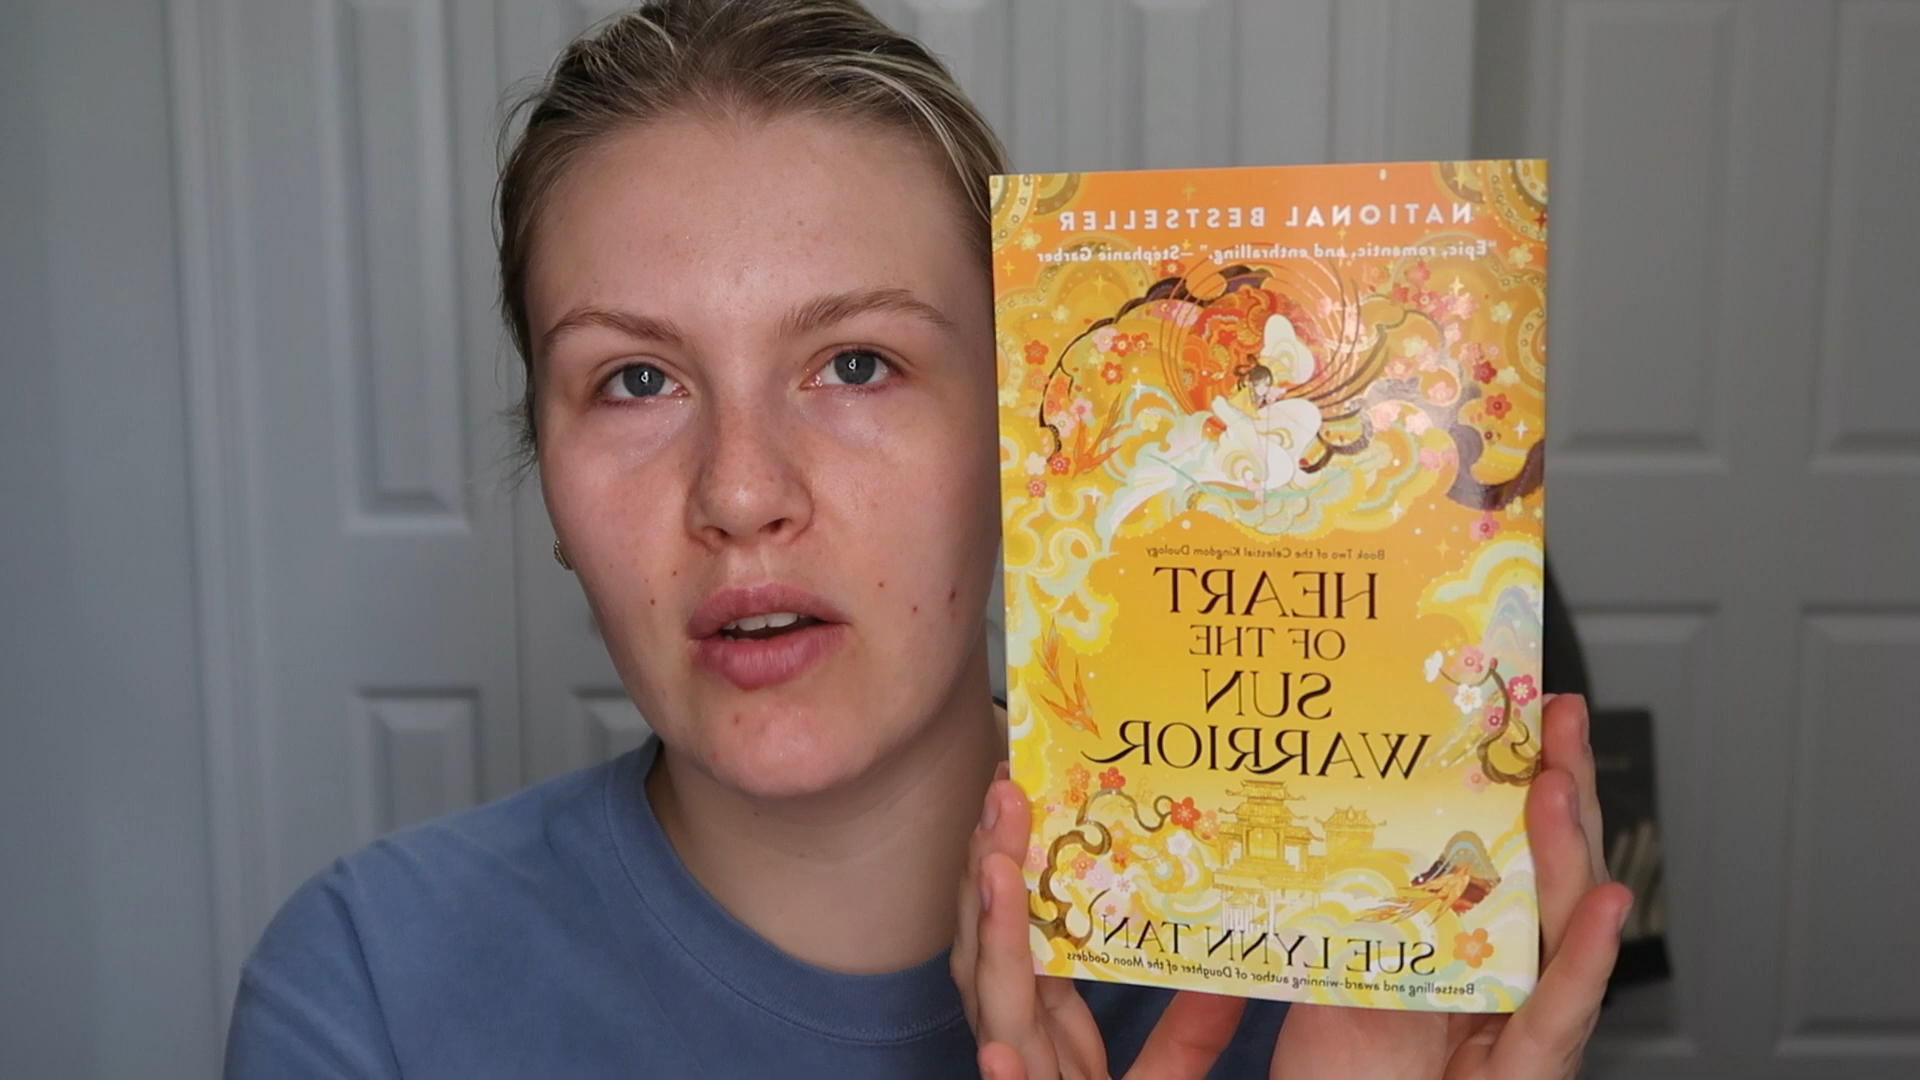 NATIONAL BESTSELLER
"Epic, romantic, and enthralling." —Stephanie Garber
Book Two of the Celestial Kingdom Duology
HEART
OF THE
SUN
WARRIOR
SUE LYNN TAN
Bestselling and award-winning author of Daughter of the Moon Goddess